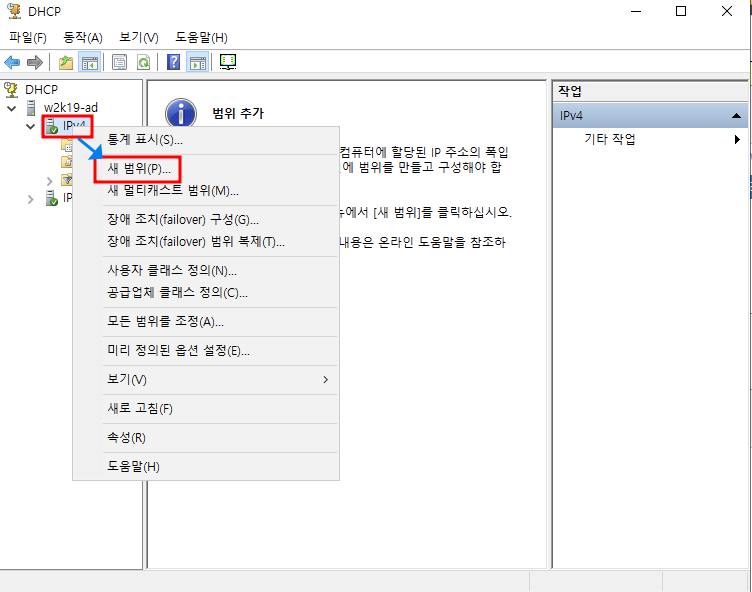 DHCP
파일(F) 동작(A) 보기(V) 도움말(H)
DHCP
w2k19-ad
IPv4
통계 표시(S)...
새 범위(P)...
새 멀티캐스트 범위(M)...
장애 조치(failover) 구성(G)...
장애 조치(failover) 범위 복제(T)...
사용자 클래스 정의(N)...
공급업체 클래스 정의(C)...
모든 범위를 조정(A)...
미리 정의된 옵션 설정(E)...
보기(V)
새로 고침(F)
속성(R)
도움말(H)
범위 추가
컴퓨터에 할당된 IP 주소의 폭입
에 범위를 만들고 구성해야 합
에서 [새 범위]를 클릭하십시오.
내용은 온라인 도움말을 참조하
작업
IPv4
기타 작업